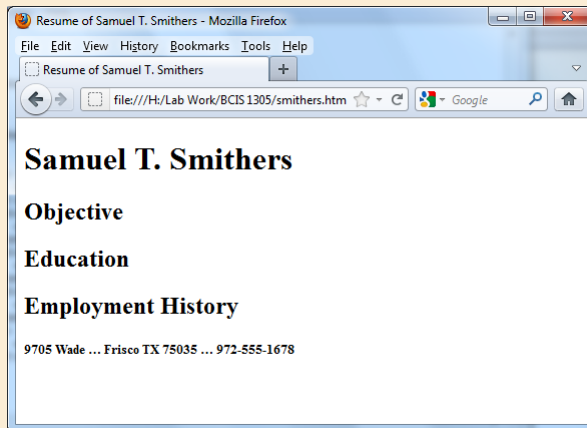 Resume of Samuel T. Smithers - Mozilla Firefox
File Edit View History Bookmarks Tools Help
Resume of Samuel T. Smithers +
file:///H:/Lab Work/BCIS 1305/smithers.htm Google
Samuel T. Smithers
Objective
Education
Employment History
9705 Wade … Frisco TX 75035 … 972-555-1678